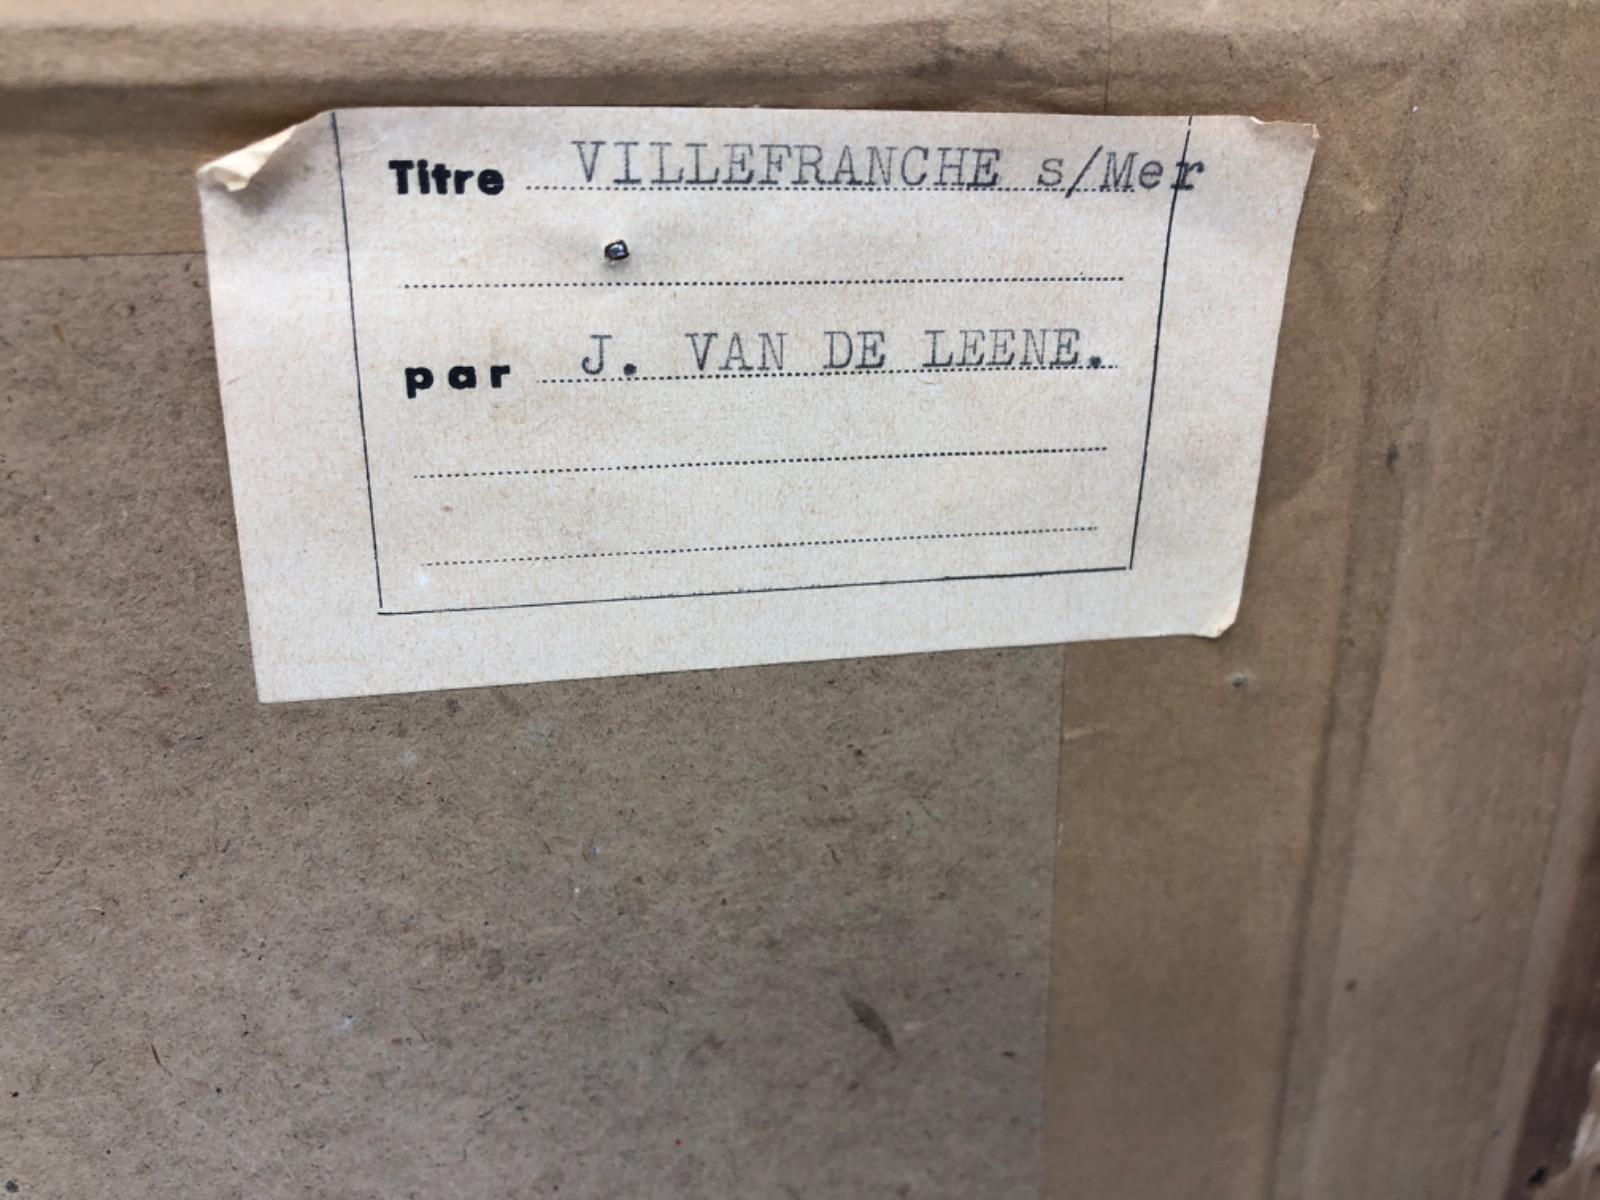 Titre VILLEFRANCHE s/Mer
par J. VAN DE LEENE.